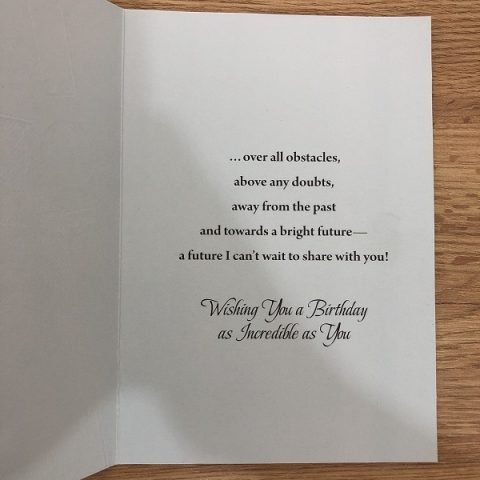 ...over all obstacles,
above any doubts,
away from the past
and towards a bright future—
a future I can't wait to share with you!
Wishing You a Birthday
as Incredible as You